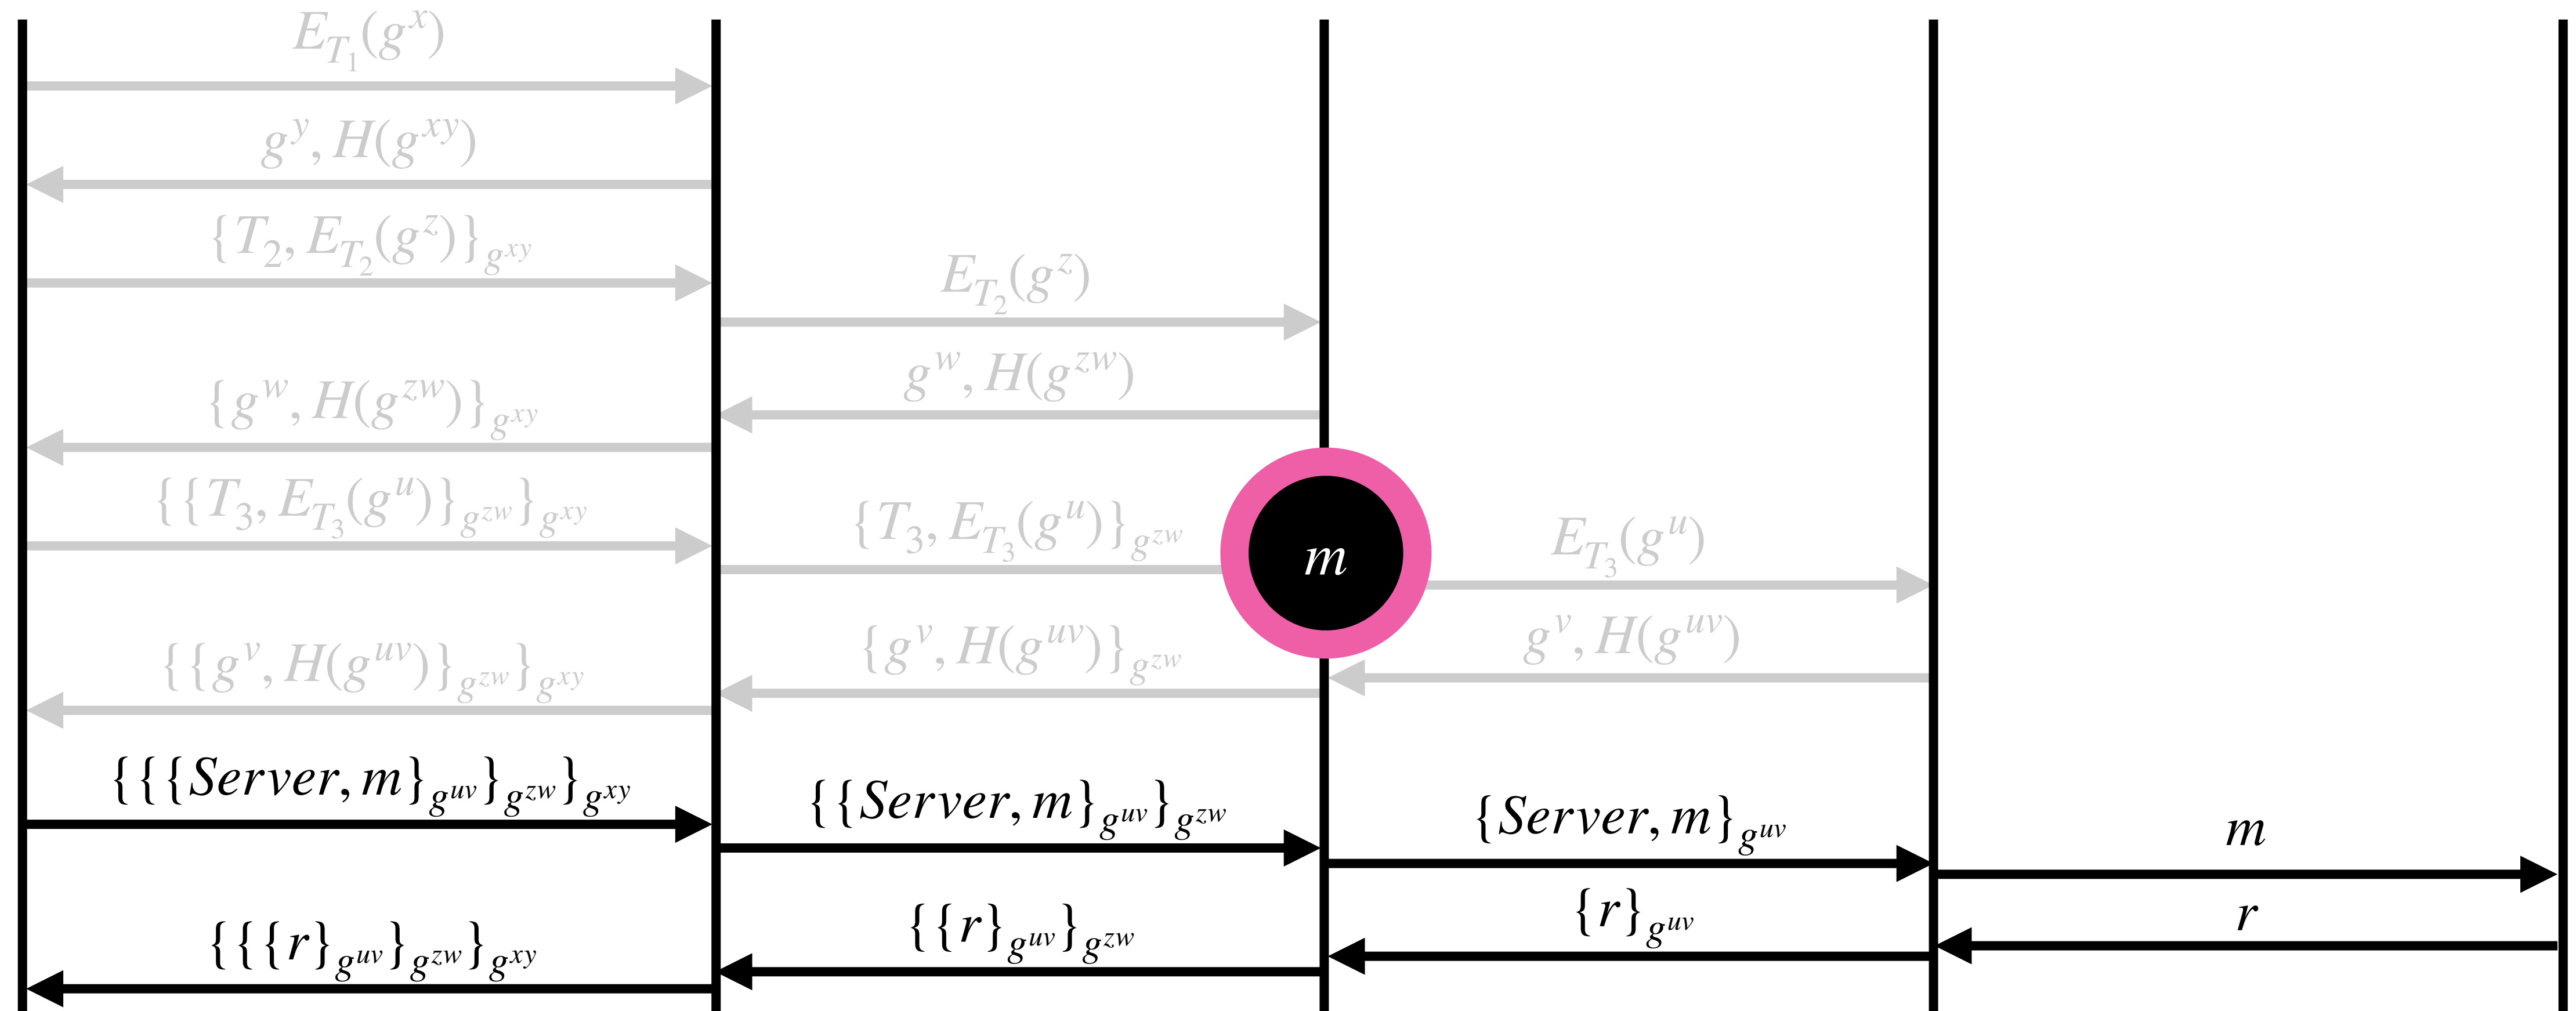 E_{T_1}(g^x)
g^y, H(g^{xy})
{T_2, E_{T_2}(g^z)}_{g^{xy}}
E_{T_2}(g^z)
g^w, H(g^{zw})
{g^w, H(g^{zw})}_{g^{xy}}
{{T_3, E_{T_3}(g^u)}_{g^{zw}}}_{g^{xy}}
{T_3, E_{T_3}(g^u)}_{g^{zw}}
m
E_{T_3}(g^u)
g^v, H(g^{uv})
{g^v, H(g^{uv})}_{g^{zw}}
{{g^v, H(g^{uv})}_{g^{zw}}}_{g^{xy}}
{{{Server, m}_{g^{uv}}}_{g^{zw}}}_{g^{xy}}
{{Server, m}_{g^{uv}}}_{g^{zw}}
{Server, m}_{g^{uv}}
m
r
{r}_{g^{uv}}
{{r}_{g^{uv}}}_{g^{zw}}
{{{r}_{g^{uv}}}_{g^{zw}}}_{g^{xy}}